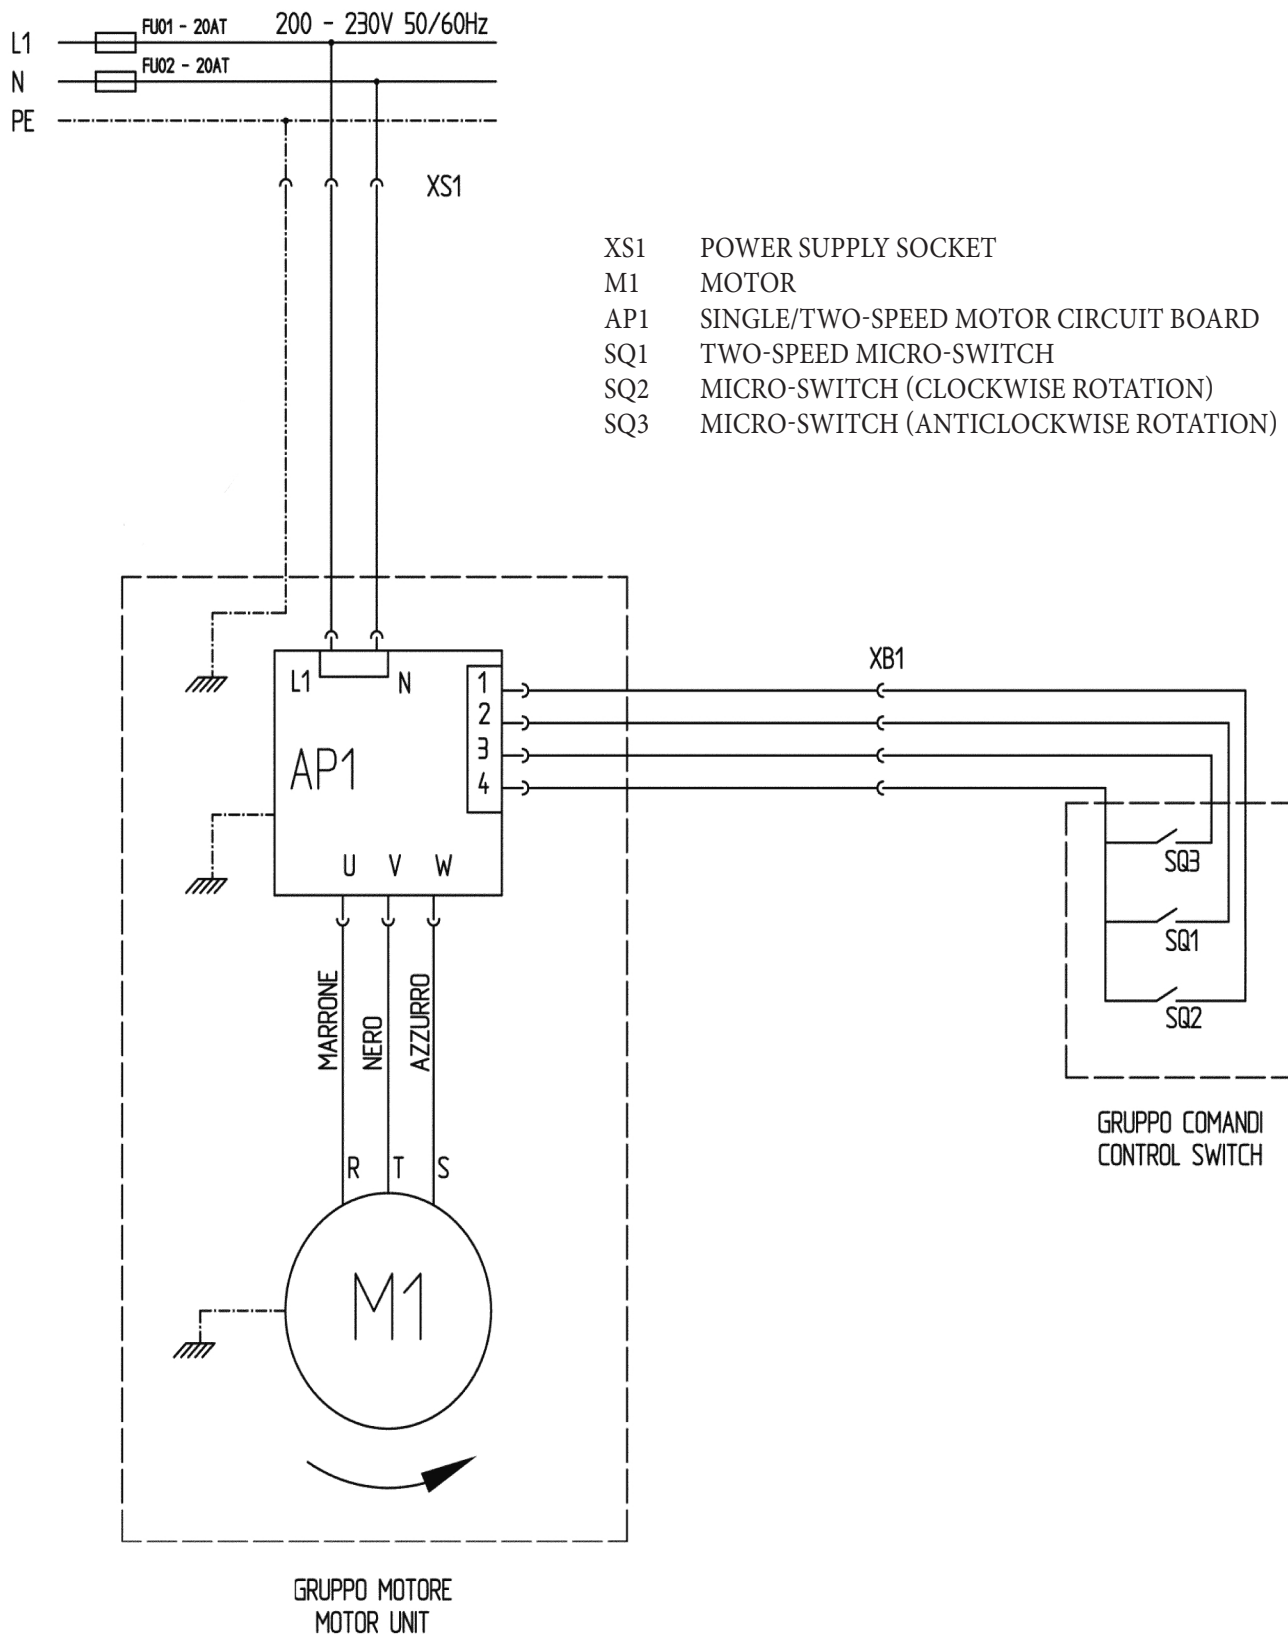 FU01 - 20AT
200 - 230V 50/60Hz
L1
FU02 - 20AT
N
PE
XS1
XS1 POWER SUPPLY SOCKET
M1 MOTOR
AP1 SINGLE/TWO-SPEED MOTOR CIRCUIT BOARD
SQ1 TWO-SPEED MICRO-SWITCH
SQ2 MICRO-SWITCH (CLOCKWISE ROTATION)
SQ3 MICRO-SWITCH (ANTICLOCKWISE ROTATION)
XB1
L1
N
1
2
3
4
AP1
U V W
SQ3
SQ1
SQ2
MARRONE
NERO
AZZURRO
GRUPPO COMANDI
CONTROL SWITCH
R T S
M1
GRUPPO MOTORE
MOTOR UNIT